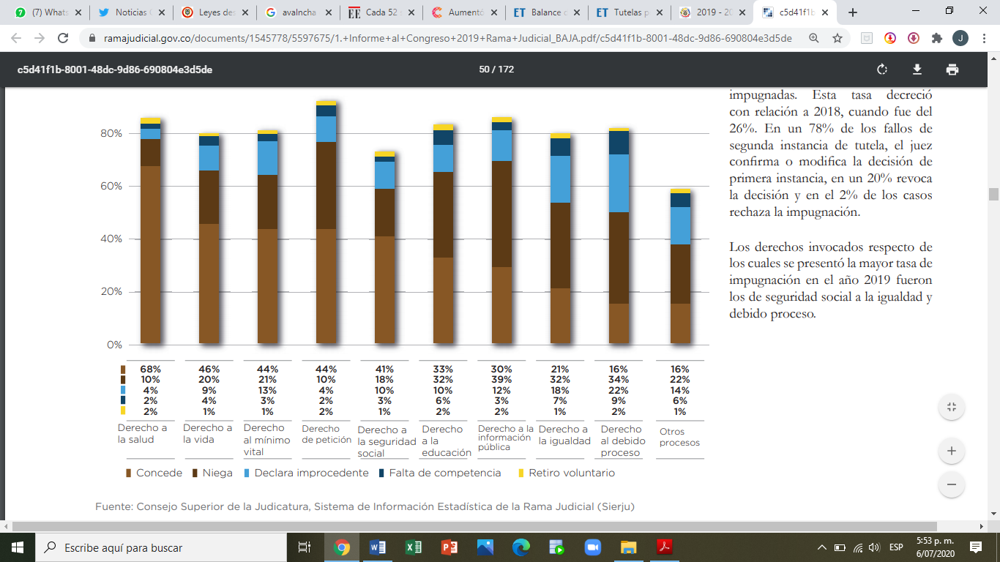 (7) Whats
Noticias
Leyes des
avalncha
Cada 52
Aumentó
Balance
Tutelas p
2019 - 20
c5d41f1b
ramajudicial.gov.co/documents/1545778/5597675/1.+Informe+al+Congreso+2019+Rama+Judicial_BAJA.pdf/c5d41f1b-8001-48dc-9d86-690804e3d5de
J
c5d41f1b-8001-48dc-9d86-690804e3d5de
50 / 172
impugnadas. Esta tasa decreció
con relación a 2018, cuando fue del
26%. En un 78% de los fallos de
segunda instancia de tutela, el juez
confirma o modifica la decisión de
primera instancia, en un 20% revoca
la decisión y en el 2% de los casos
rechaza la impugnación.
Los derechos invocados respecto de
los cuales se presentó la mayor tasa de
impugnación en el año 2019 fueron
los de seguridad social a la igualdad y
debido proceso.
80%
60%
40%
20%
0%
68% 46% 44% 44% 41% 33% 30% 21% 16% 16%
10% 20% 21% 10% 18% 32% 39% 32% 34% 22%
4% 9% 13% 4% 10% 10% 12% 18% 22% 14%
2% 4% 3% 2% 3% 6% 3% 7% 9% 6%
2% 1% 1% 2% 1% 2% 2% 1% 2% 1%
Derecho a
la salud
Derecho a
la vida
Derecho
al mínimo
vital
Derecho
de petición
Derecho a
la seguridad
social
Derecho
a la
educación
Derecho a la
información
pública
Derecho a
la igualdad
Derecho
al debido
proceso
Otros
procesos
Concede Niega Declara improcedente Falta de competencia Retiro voluntario
Fuente: Consejo Superior de la Judicatura, Sistema de Información Estadística de la Rama Judicial (Sierju)
Escribe aquí para buscar
ESP
5:53 p. m.
6/07/2020